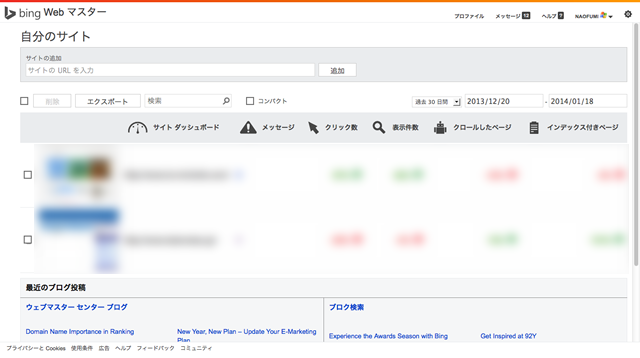 bing Web マスター
プロファイル メッセージ 12 ヘルプ ? NAOFUMI
自分のサイト
サイトの追加
サイトの URL を入力 追加
削除 エクスポート 検索 コンパクト 過去 30 日間 2013/12/20 - 2014/01/18
サイト ダッシュボード メッセージ クリック数 表示件数 クロールしたページ インデックス付きページ
最近のブログ投稿
ウェブマスター センター ブログ ブログ検索
Domain Name Importance in Ranking New Year, New Plan – Update Your E-Marketing Plan Experience the Awards Season with Bing Get Inspired at 92Y
プライバシーと Cookies 使用条件 広告 ヘルプ フィードバック コミュニティ